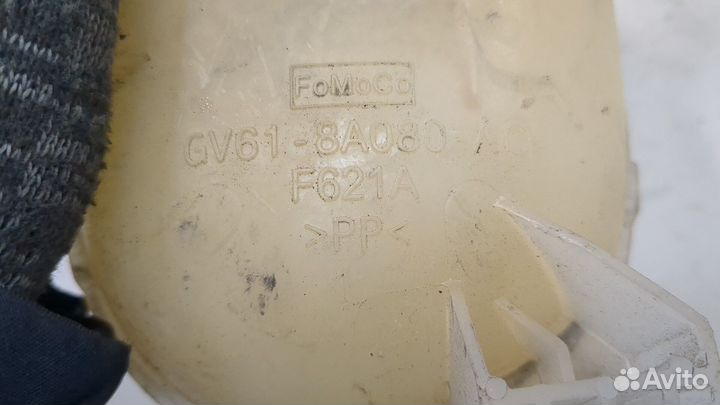 FoMoCo
GV61-8A080
F621A
>PP<
Avito